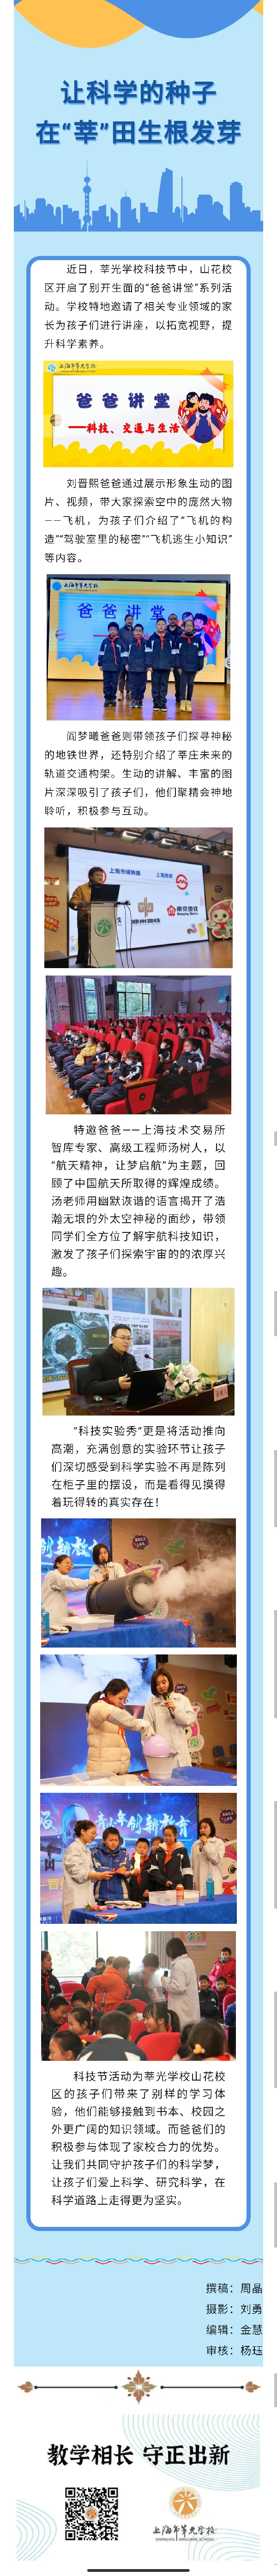 让科学的种子
在“莘”田生根发芽
近日，莘光学校科技节中，山花校
区开启了别开生面的“爸爸讲堂”系列活
动。学校特地邀请了相关专业领域的家
长为孩子们进行讲座，以拓宽视野，提
升科学素养。
爸爸讲堂
——科技、交通与生活
刘晋熙爸爸通过展示形象生动的图
片、视频，带大家探索空中的庞然大物
——飞机，为孩子们介绍了“飞机的构
造”“驾驶室里的秘密”“飞机逃生小知识”
等内容。
爸爸讲堂
阎梦曦爸爸则带领孩子们探寻神秘
的地铁世界，还特别介绍了莘庄未来的
轨道交通构架。生动的讲解、丰富的图
片深深吸引了孩子们，他们聚精会神地
聆听，积极参与互动。
上海地铁
南京地铁
郑州地铁
特邀爸爸——上海技术交易所
智库专家、高级工程师汤树人，以
“航天精神，让梦启航”为主题，回
顾了中国航天所取得的辉煌成绩。
汤老师用幽默诙谐的语言揭开了浩
瀚无垠的外太空神秘的面纱，带领
同学们全方位了解宇航科技知识，
激发了孩子们探索宇宙的的浓厚兴
趣。
“科技实验秀”更是将活动推向
高潮，充满创意的实验环节让孩子
们深切感受到科学实验不再是陈列
在柜子里的摆设，而是看得见摸得
着玩得转的真实存在！
创新教
青少年创新教育
科技节活动为莘光学校山花校
区的孩子们带来了别样的学习体
验，他们能够接触到书本、校园之
外更广阔的知识领域。而爸爸们的
积极参与体现了家校合力的优势。
让我们共同守护孩子们的科学梦，
让孩子们爱上科学、研究科学，在
科学道路上走得更为坚实。
撰稿：周晶
摄影：刘勇
编辑：金慧
审核：杨珏
教学相长 守正出新
上海市莘光学校
SHANGHAI XINGUANG SCHOOL